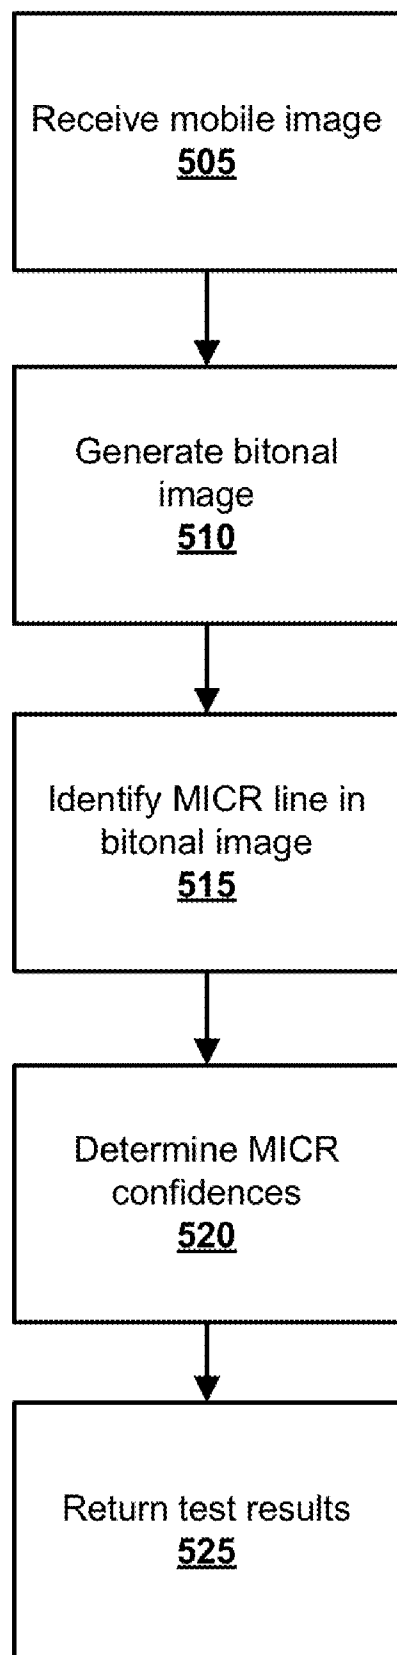 Receive mobile image
505
Generate bitonal
image
510
Identify MICR line in
bitonal image
515
Determine MICR
confidences
520
Return test results
525